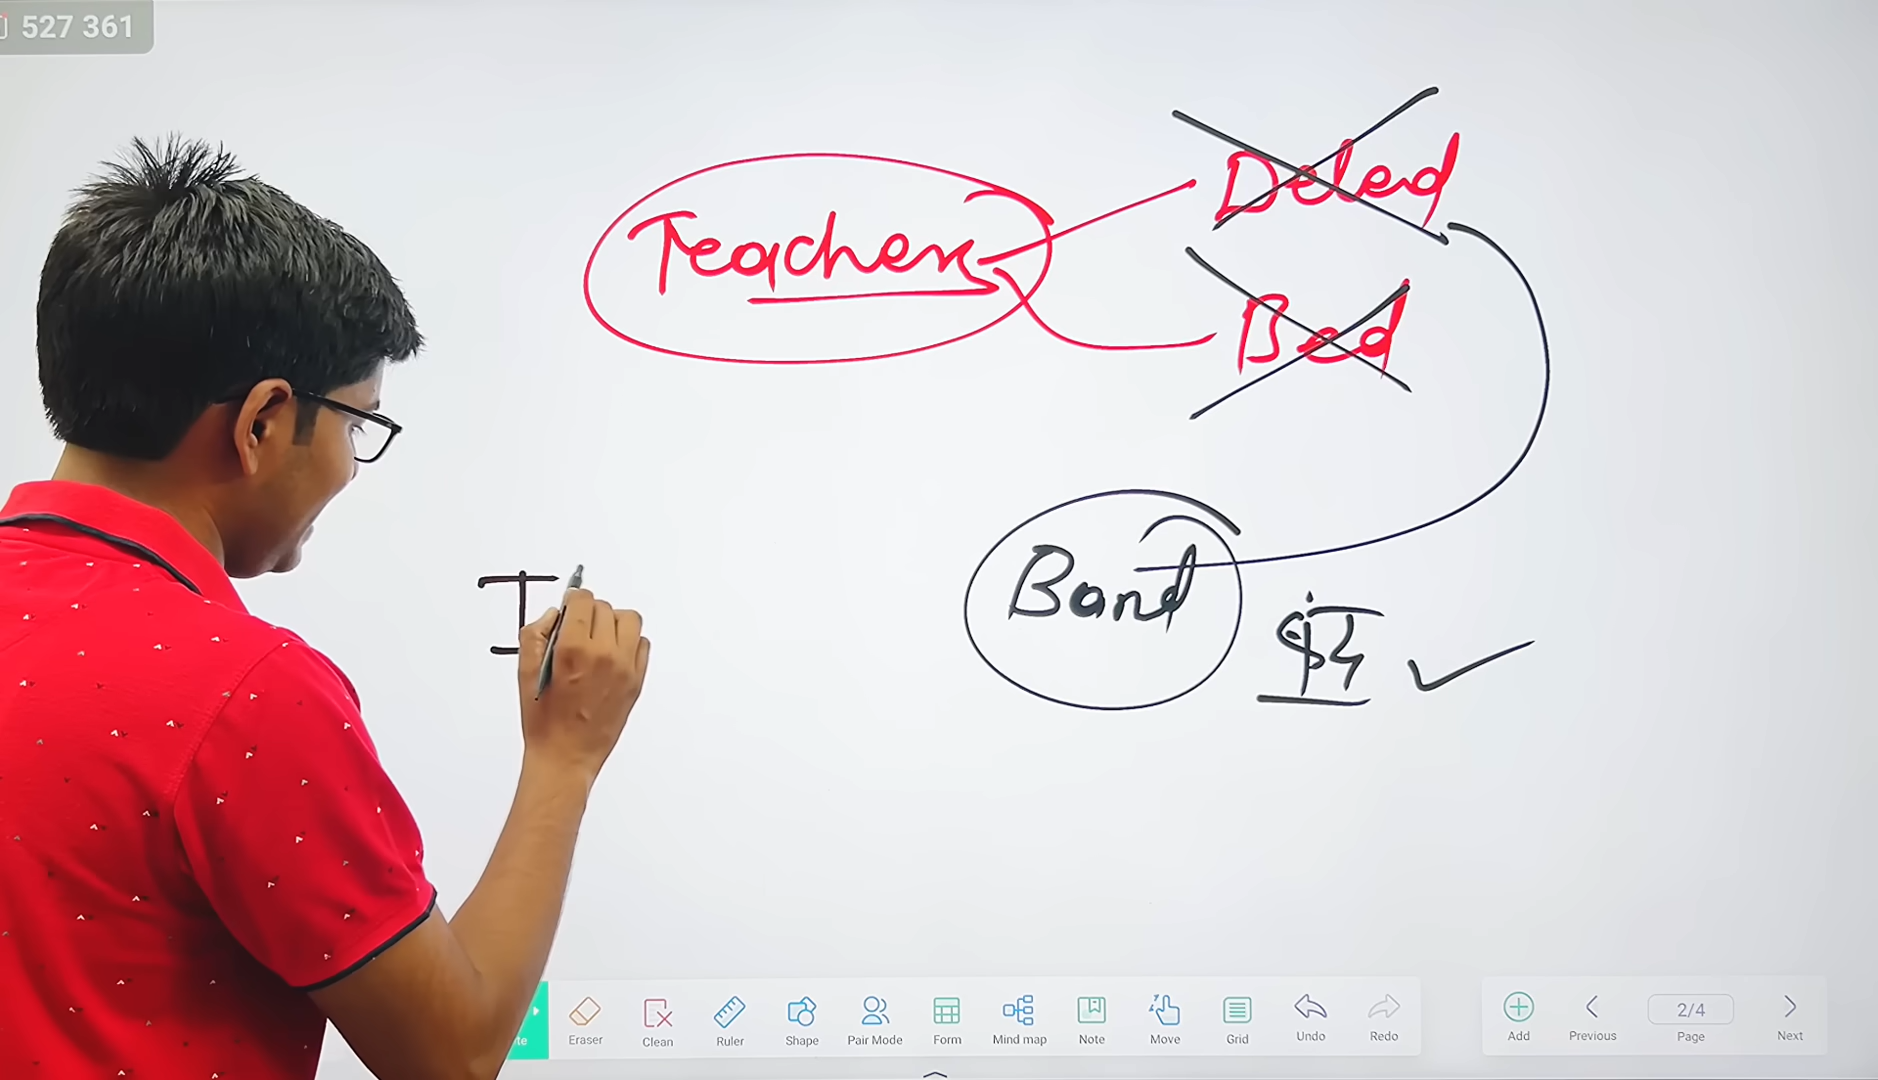 527 361
Teachers
Deled
Bed
Band
I
Eraser
Clean
Ruler
Shape
Pair Mode
Form
Mind map
Note
Move
Grid
Undo
Redo
Add
Previous
2/4
Page
Next